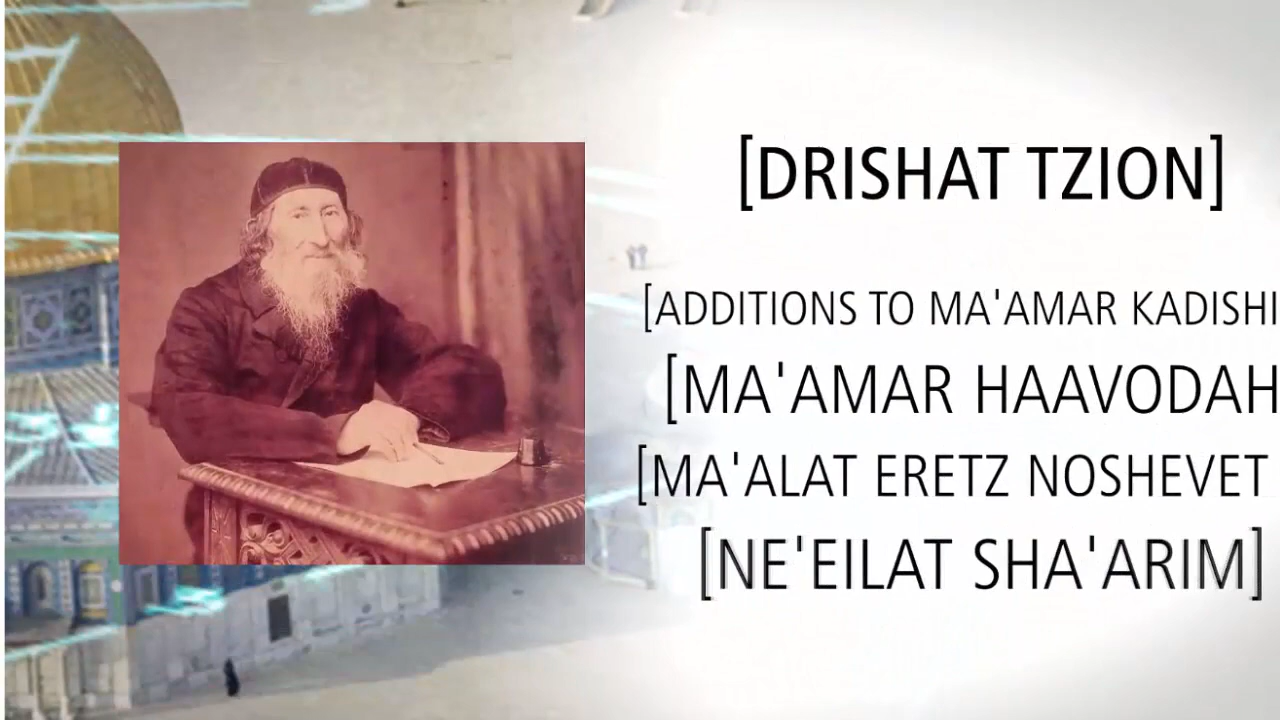 [DRISHAT TZION]
[ADDITIONS TO MA'AMAR KADISHI
[MA'AMAR HAAVODAH
[MA'ALAT ERETZ NOSHEVET
[NE'EILAT SHA'ARIM]